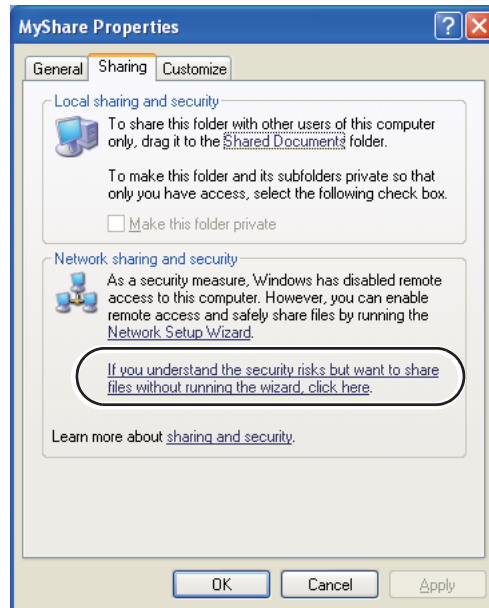 MyShare Properties
General Sharing Customize
Local sharing and security
To share this folder with other users of this computer
only, drag it to the Shared Documents folder.
To make this folder and its subfolders private so that
only you have access, select the following check box.
Make this folder private
Network sharing and security
As a security measure, Windows has disabled remote
access to this computer. However, you can enable
remote access and safely share files by running the
Network Setup Wizard.
If you understand the security risks but want to share
files without running the wizard, click here.
Learn more about sharing and security.
OK Cancel Apply